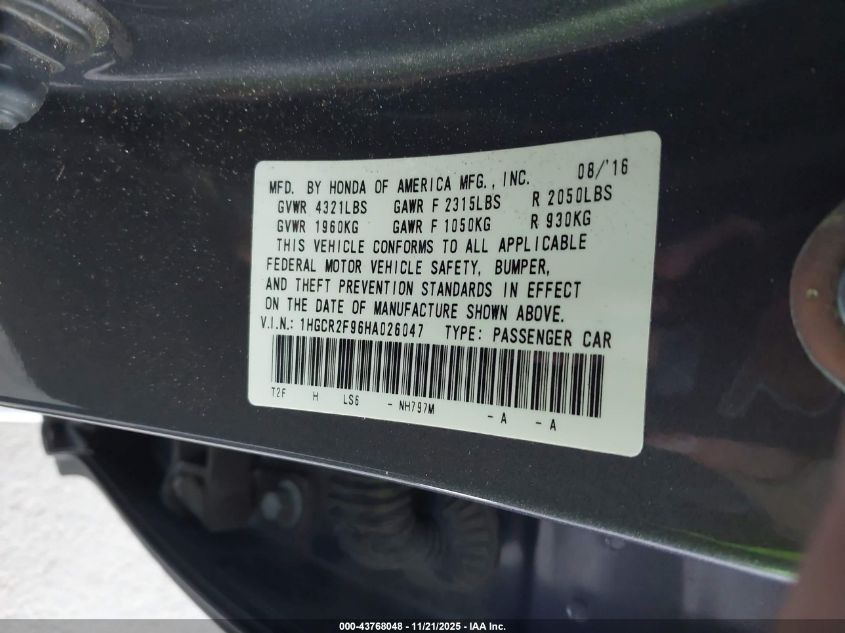 MFD. BY HONDA OF AMERICA MFG., INC. 08/'16
GVWR 4321LBS GAWR F 2315LBS R 2050LBS
GVWR 1960KG GAWR F 1050KG R 930KG
THIS VEHICLE CONFORMS TO ALL APPLICABLE
FEDERAL MOTOR VEHICLE SAFETY, BUMPER,
AND THEFT PREVENTION STANDARDS IN EFFECT
ON THE DATE OF MANUFACTURE SHOWN ABOVE.
V.I.N.: 1HGCR2F96HA026047 TYPE: PASSENGER CAR
T2F H LS6 - NH797M - A - A
000-43768048 - 11/21/2025 - IAA Inc.